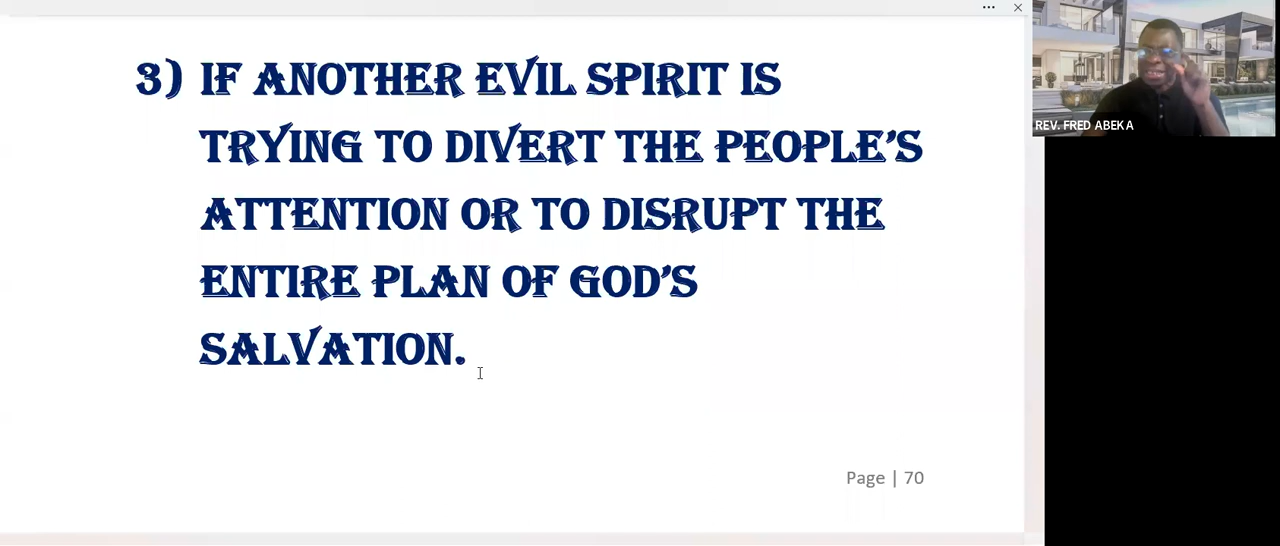 3) IF ANOTHER EVIL SPIRIT IS
TRYING TO DIVERT THE PEOPLE’S
ATTENTION OR TO DISRUPT THE
ENTIRE PLAN OF GOD’S
SALVATION.
Page | 70
REV. FRED ABEKA